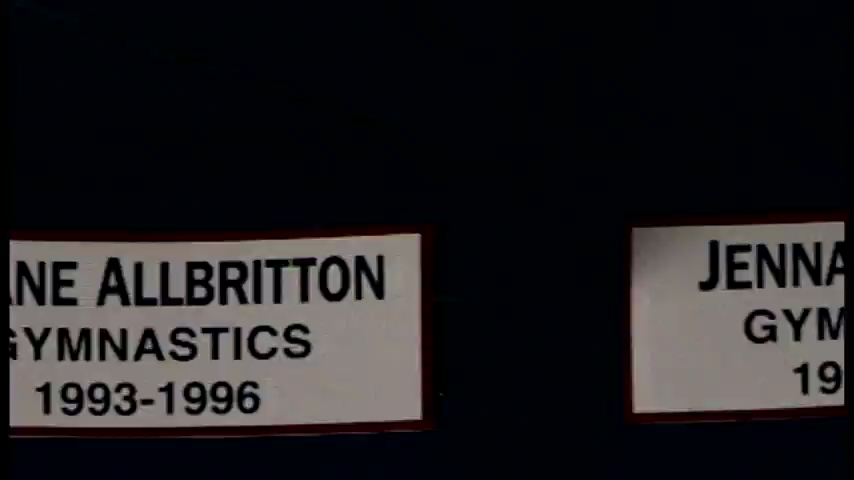 ANE ALLBRITTON
GYMNASTICS
1993-1996
JENNA
GYM
19